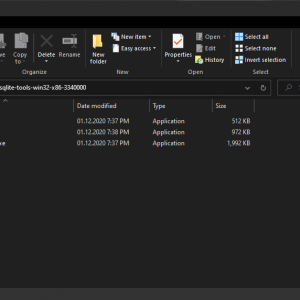 New item
Easy access
Copy to
Delete
Rename
New folder
Properties
Open
Edit
History
Select all
Select none
Invert selection
Organize
New
Open
Select
sqlite-tools-win32-x86-3340000
Date modified
Type
Size
01.12.2020 7:37 PM Application 512 KB
01.12.2020 7:38 PM Application 972 KB
xe 01.12.2020 7:37 PM Application 1,992 KB